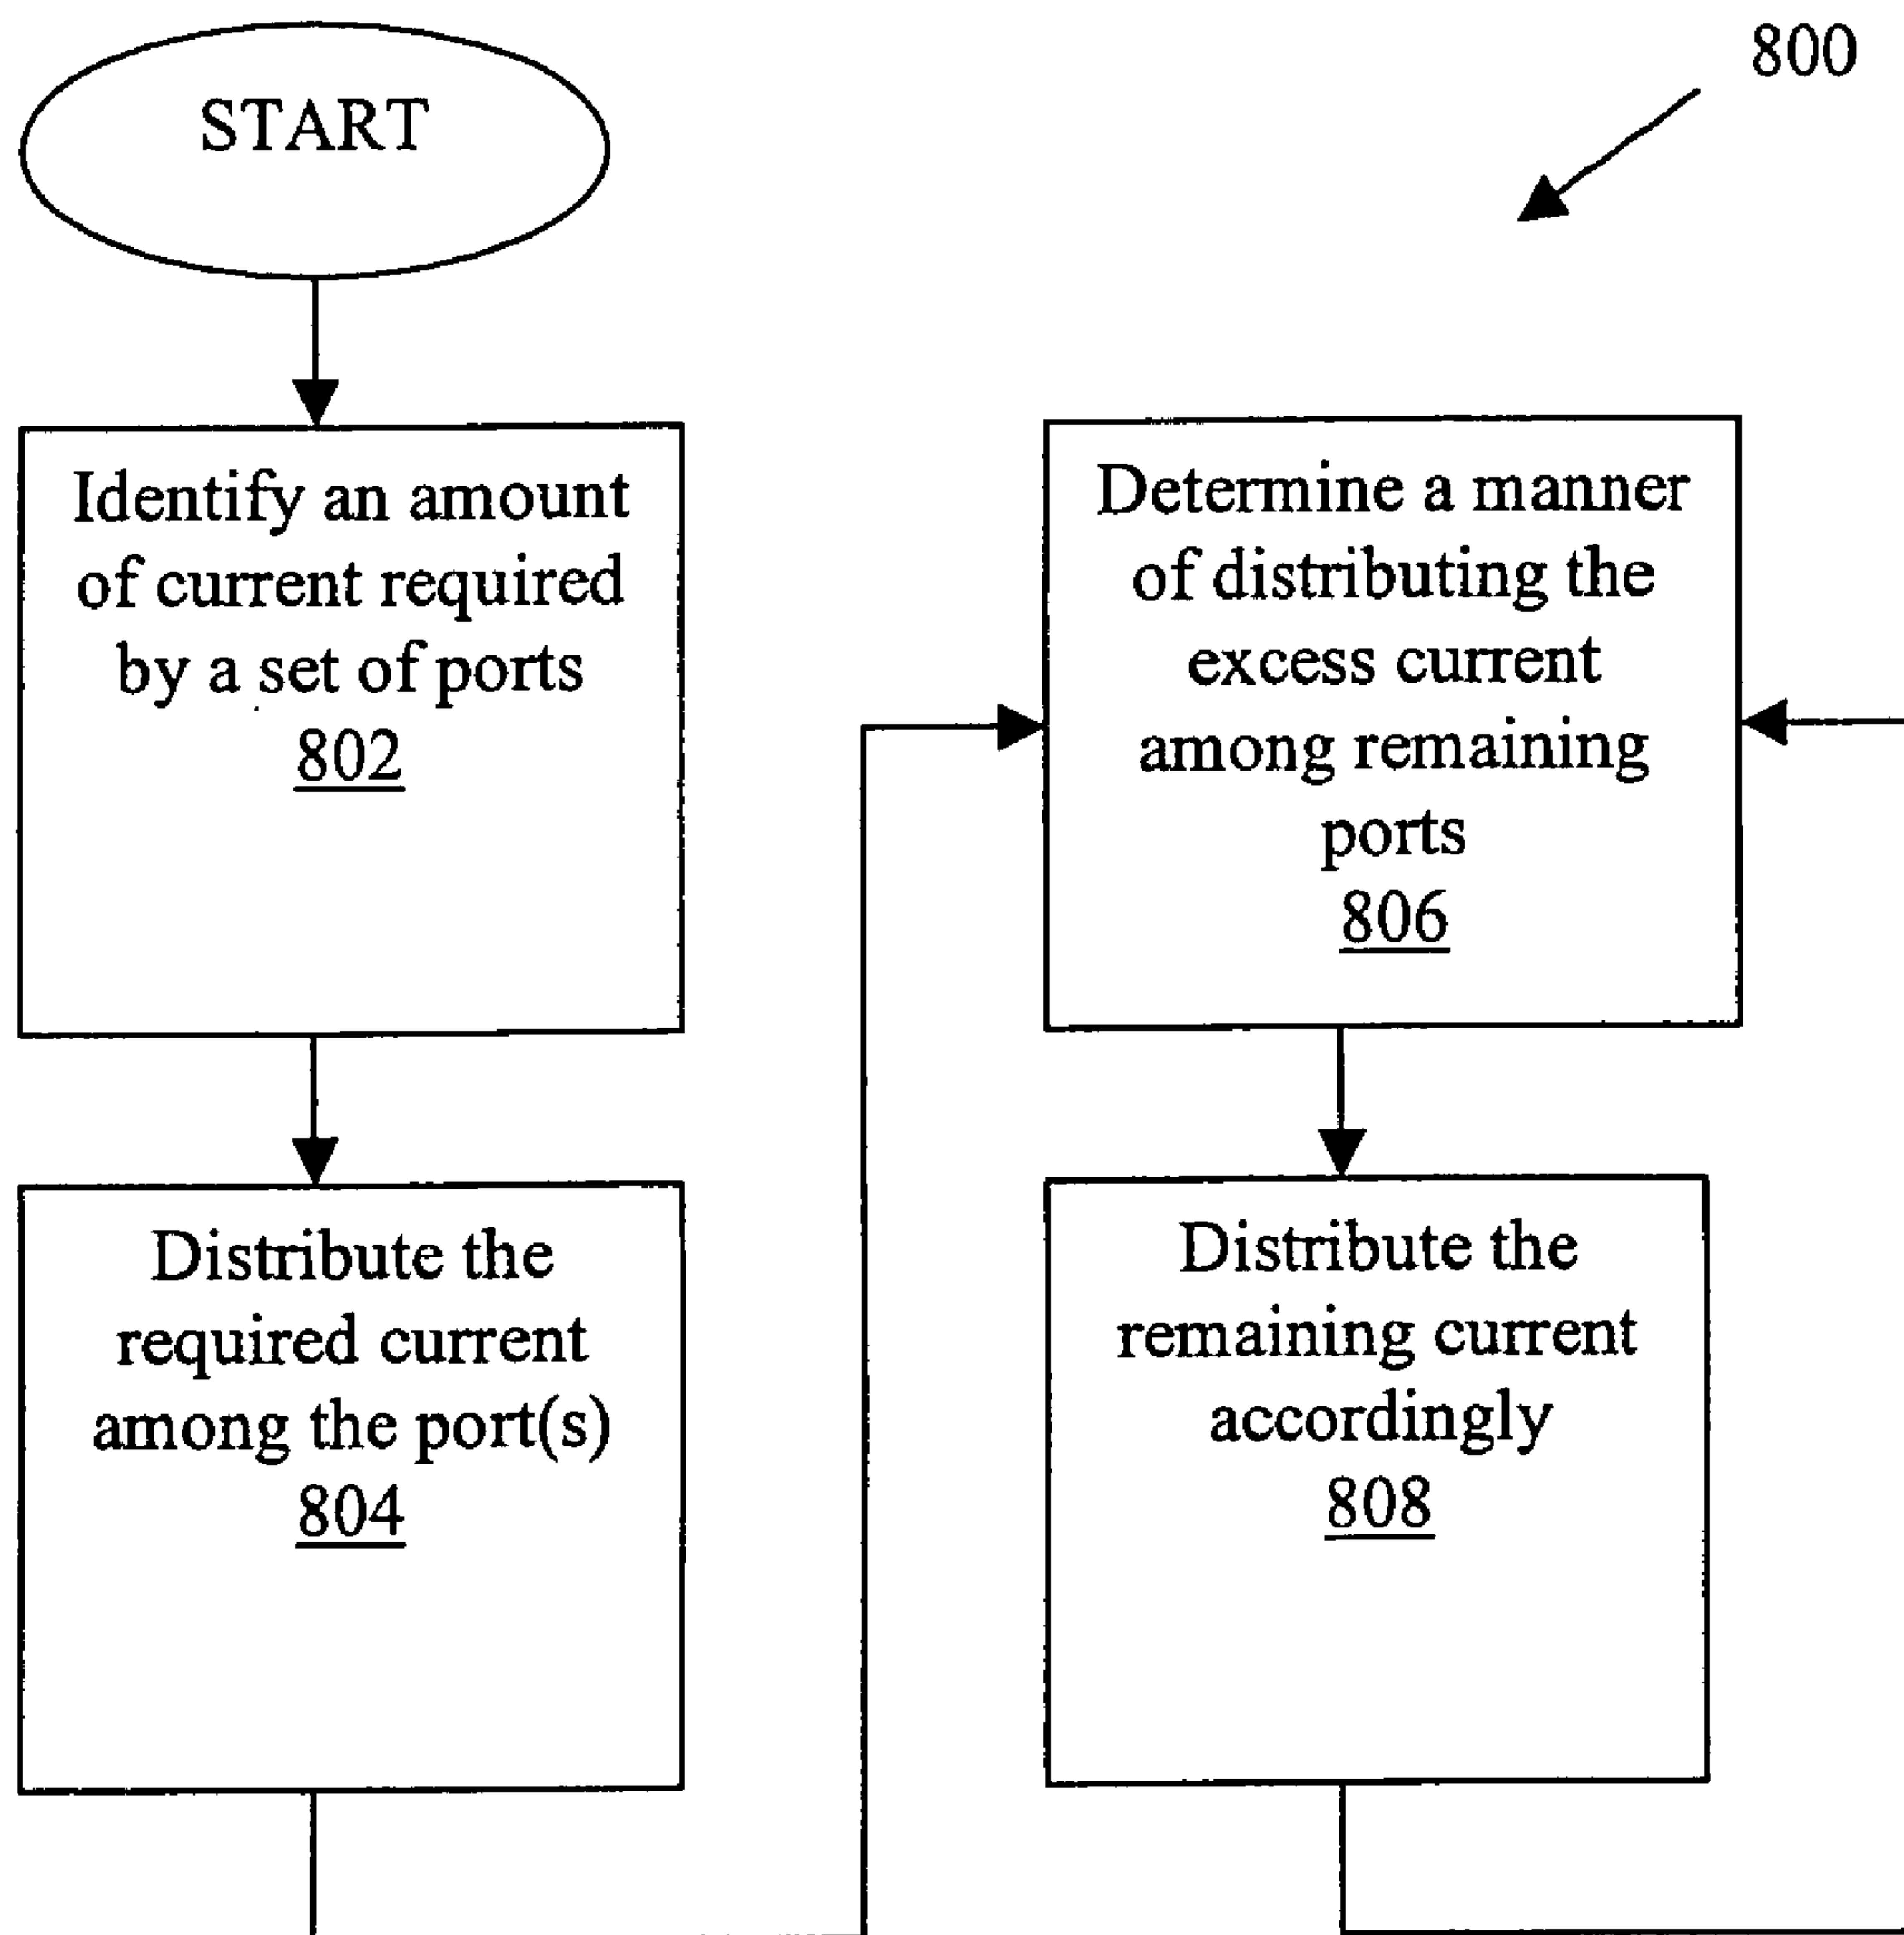 START
800
Identify an amount
of current required
by a set of ports
802
Distribute the
required current
among the port(s)
804
Determine a manner
of distributing the
excess current
among remaining
ports
806
Distribute the
remaining current
accordingly
808